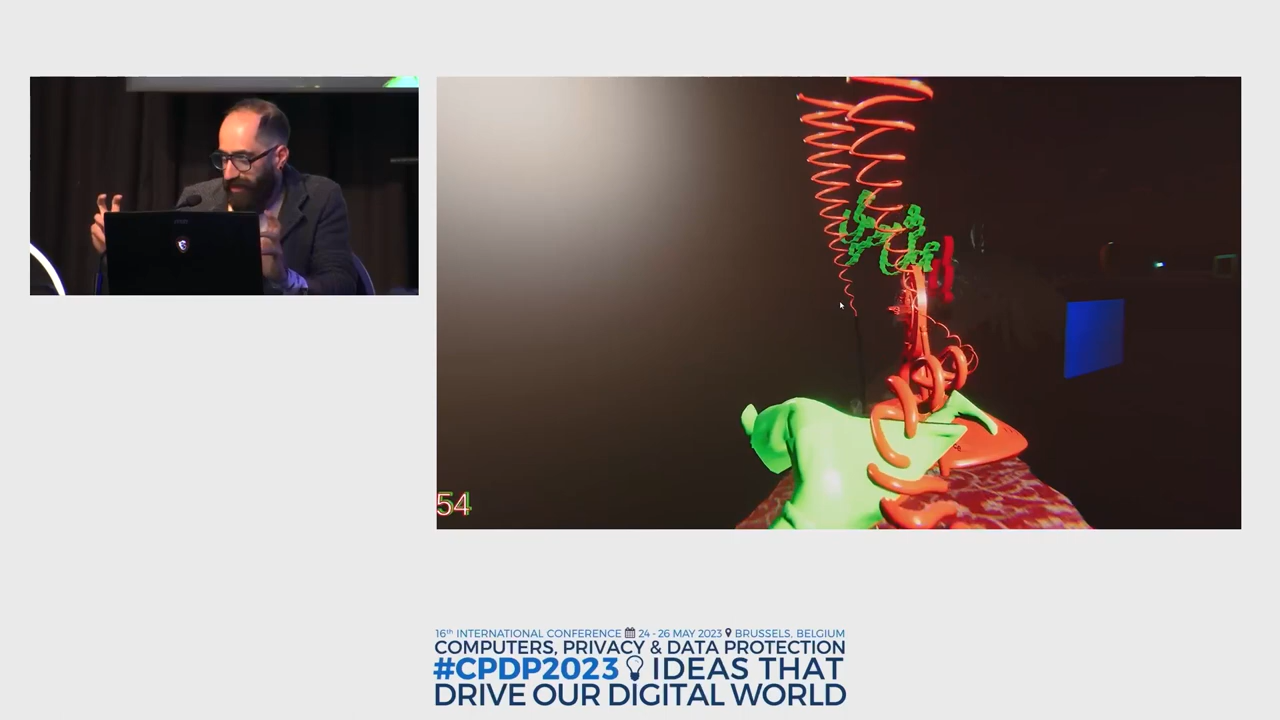 54
16th INTERNATIONAL CONFERENCE 24 - 26 MAY 2023 BRUSSELS, BELGIUM
COMPUTERS, PRIVACY & DATA PROTECTION
#CPDP2023 IDEAS THAT
DRIVE OUR DIGITAL WORLD